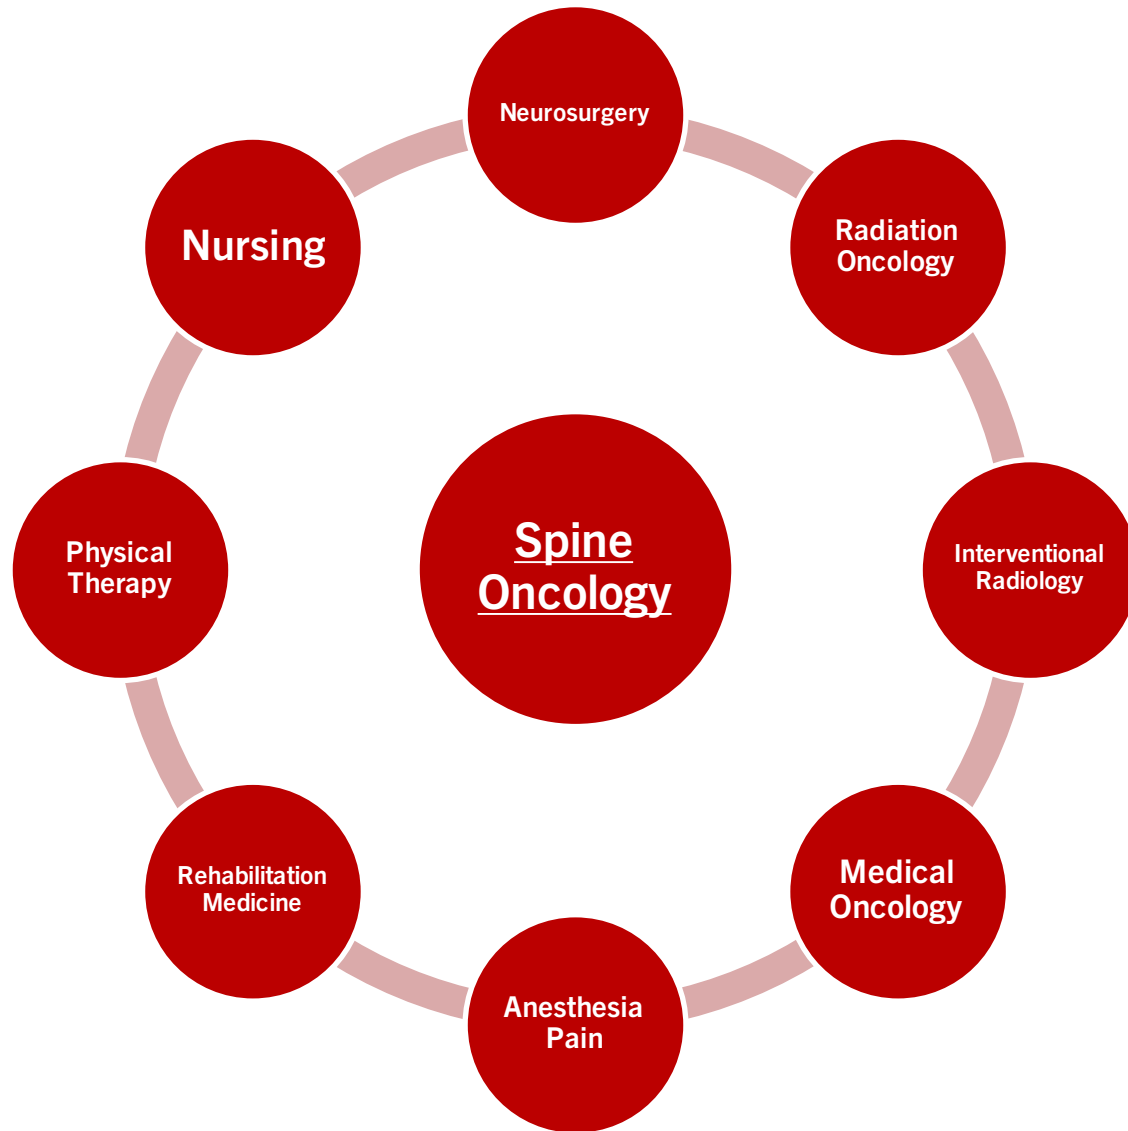 Neurosurgery
Radiation
Oncology
Interventional
Radiology
Medical
Oncology
Anesthesia
Pain
Rehabilitation
Medicine
Physical
Therapy
Nursing
Spine
Oncology